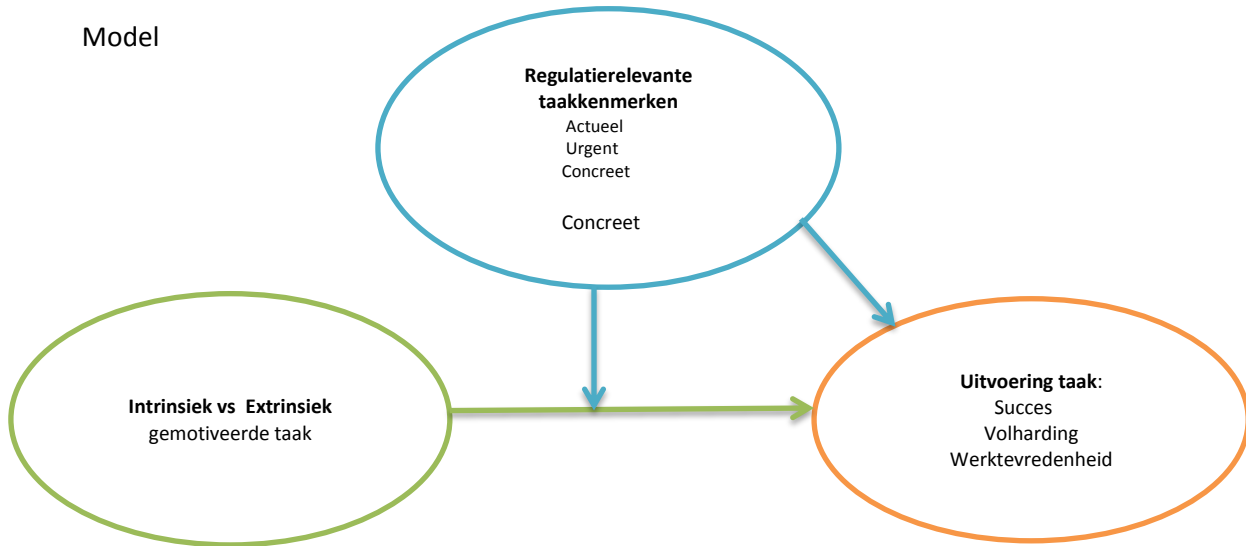 Model
Regulatierelevante
taakkenmerken
Actueel
Urgent
Concreet
Concreet
Intrinsiek vs Extrinsiek
gemotiveerde taak
Uitvoering taak:
Succes
Volharding
Werktevredenheid